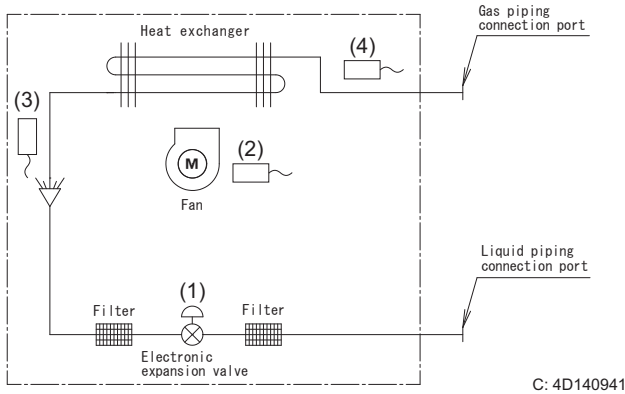 Gas piping
connection port
Heat exchanger
(4)
(3)
(2)
M
Fan
Liquid piping
connection port
(1)
Filter
Filter
Electronic
expansion valve
C: 4D140941